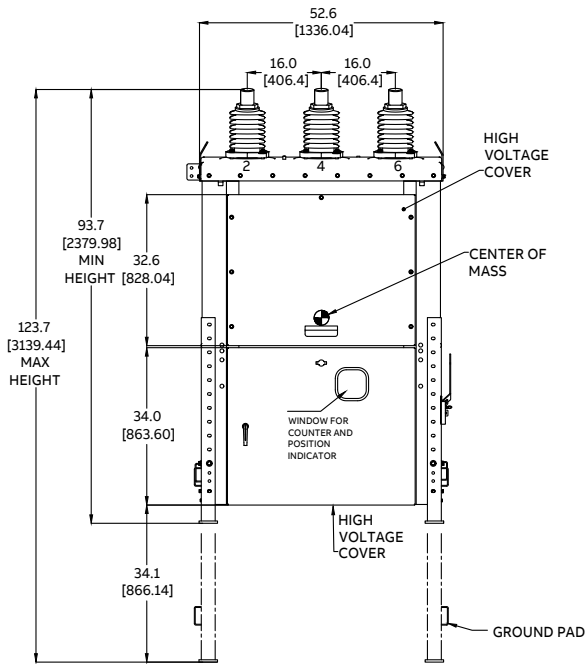 52.6
[1336.04]
16.0
[406.4]
16.0
[406.4]
2
4
6
HIGH
VOLTAGE
COVER
93.7
[2379.98]
MIN
HEIGHT
32.6
[828.04]
CENTER OF
MASS
123.7
[3139.44]
MAX
HEIGHT
34.0
[863.60]
WINDOW FOR
COUNTER AND
POSITION
INDICATOR
HIGH
VOLTAGE
COVER
34.1
[866.14]
GROUND PAD